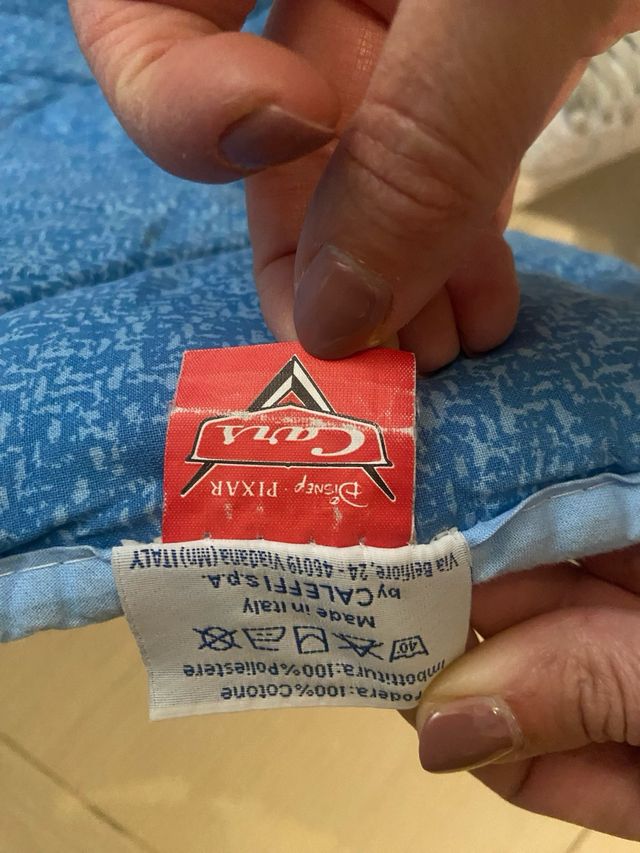 Fodera:100%Cotone
Imbottitura:100%Poliestere
40°
Made in Italy
by CALEFFI S.p.A.
Via Belfiore, 24 - 46019 Viadana(Mn)ITALY
DISNEY · PIXAR
Cars